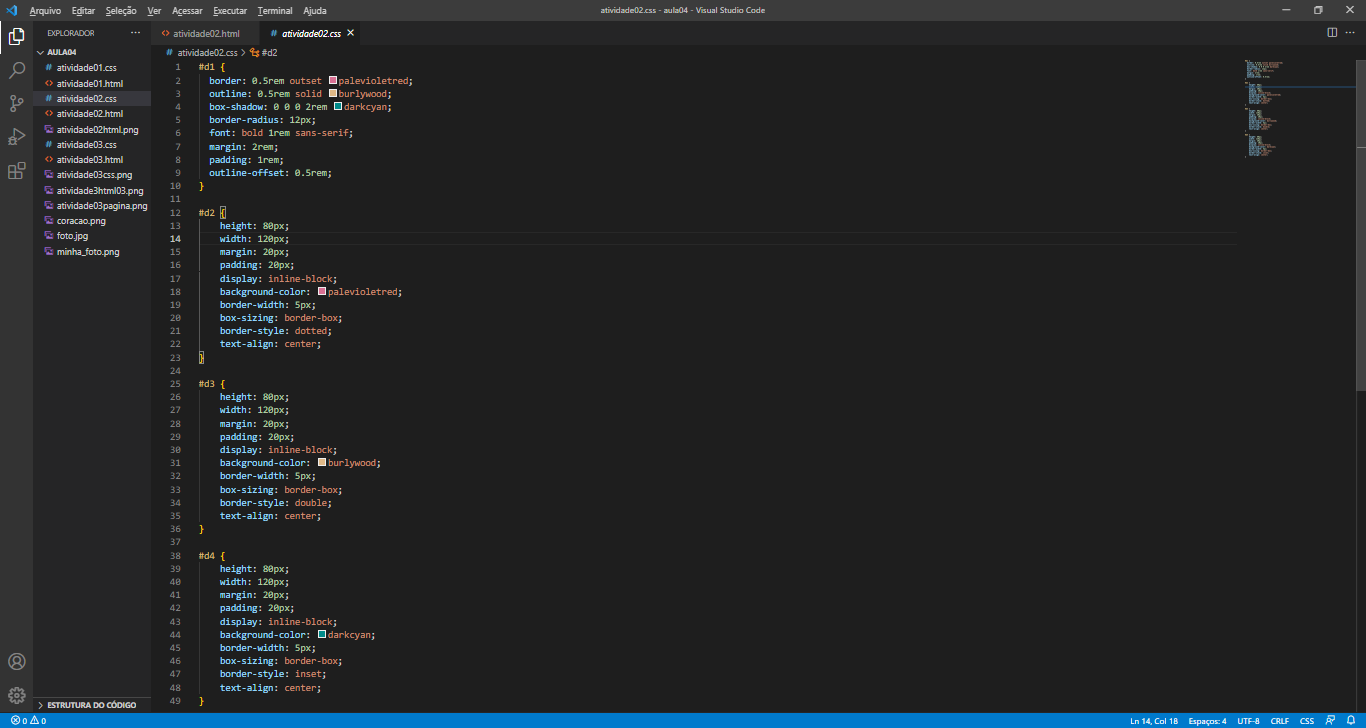 Arquivo Editar Seleção Ver Acessar Executar Terminal Ajuda
atividade02.css - aula04 - Visual Studio Code
EXPLORADOR
AULA04
# atividade01.css
<> atividade01.html
# atividade02.css
<> atividade02.html
atividade02html.png
# atividade03.css
<> atividade03.html
atividade03css.png
atividade3html03.png
atividade03pagina.png
coracao.png
foto.jpg
minha_foto.png
ESTRUTURA DO CÓDIGO
<> atividade02.html
# atividade02.css
# atividade02.css > #d2
1 #d1 {
2 border: 0.5rem outset palevioletred;
3 outline: 0.5rem solid burlywood;
4 box-shadow: 0 0 0 2rem darkcyan;
5 border-radius: 12px;
6 font: bold 1rem sans-serif;
7 margin: 2rem;
8 padding: 1rem;
9 outline-offset: 0.5rem;
10 }
11
12 #d2 {
13 height: 80px;
14 width: 120px;
15 margin: 20px;
16 padding: 20px;
17 display: inline-block;
18 background-color: palevioletred;
19 border-width: 5px;
20 box-sizing: border-box;
21 border-style: dotted;
22 text-align: center;
23 }
24
25 #d3 {
26 height: 80px;
27 width: 120px;
28 margin: 20px;
29 padding: 20px;
30 display: inline-block;
31 background-color: burlywood;
32 border-width: 5px;
33 box-sizing: border-box;
34 border-style: double;
35 text-align: center;
36 }
37
38 #d4 {
39 height: 80px;
40 width: 120px;
41 margin: 20px;
42 padding: 20px;
43 display: inline-block;
44 background-color: darkcyan;
45 border-width: 5px;
46 box-sizing: border-box;
47 border-style: inset;
48 text-align: center;
49 }
0 0
Ln 14, Col 18 Espaços: 4 UTF-8 CRLF CSS